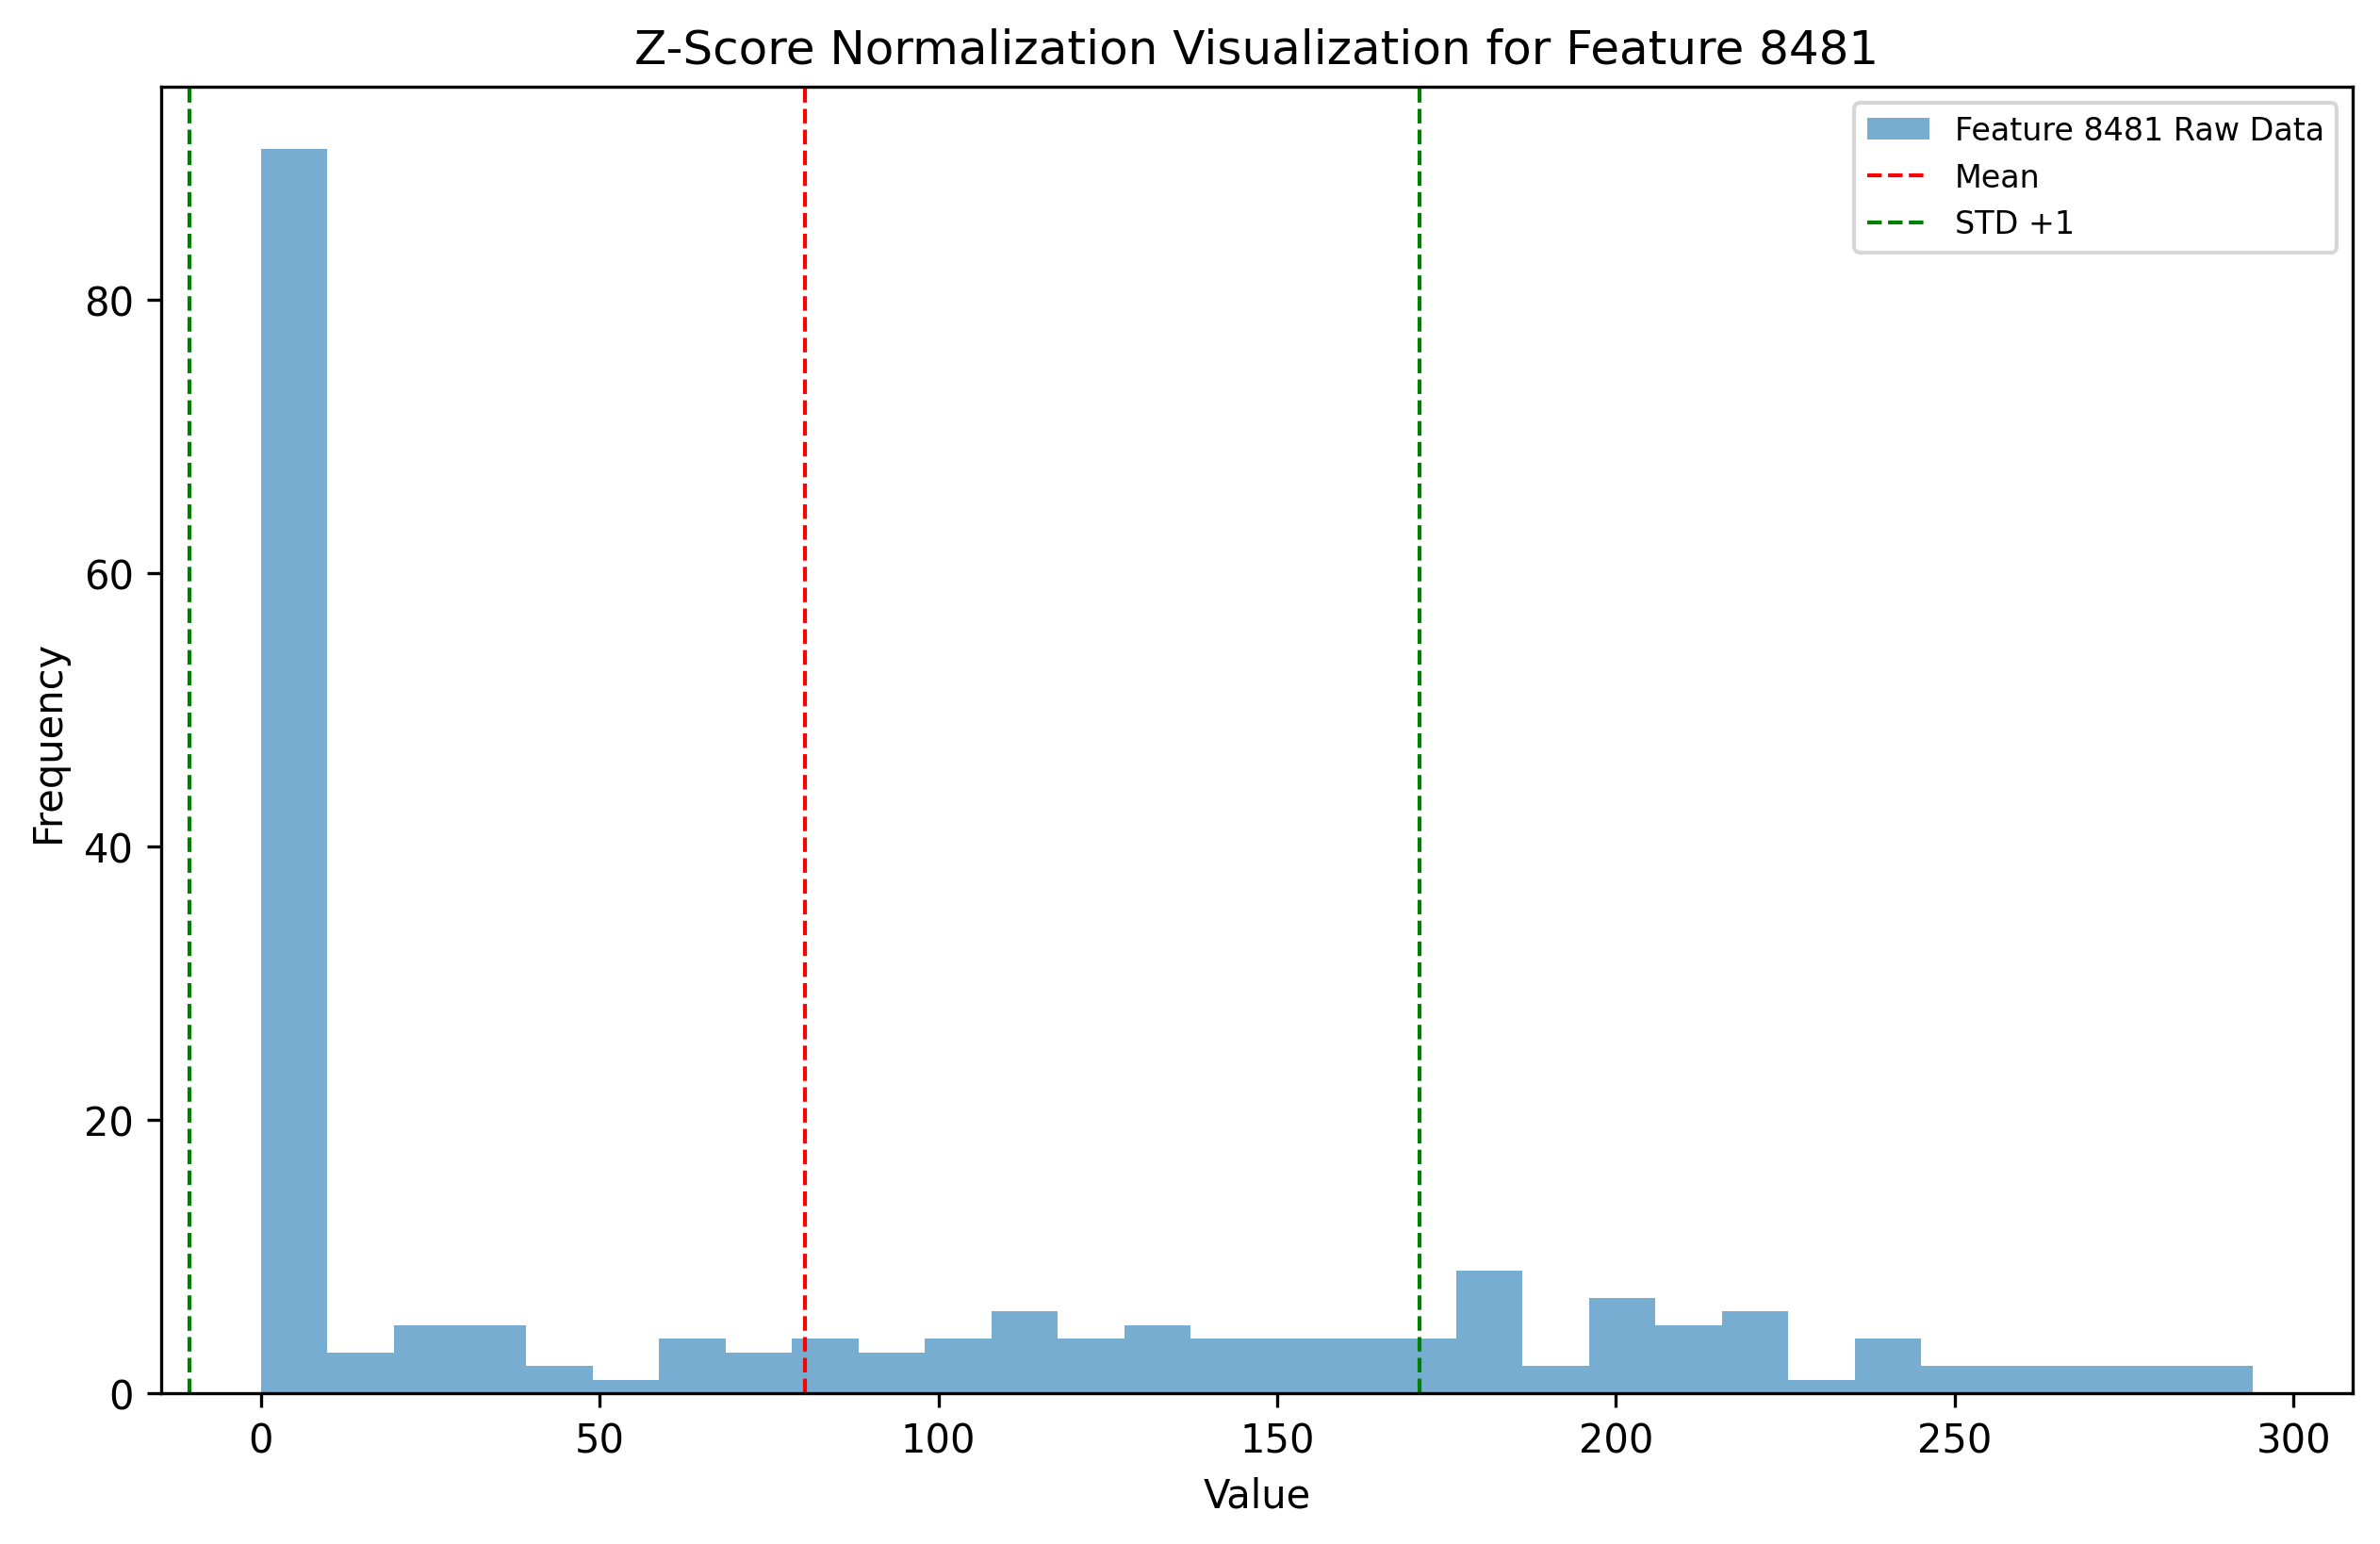 Z-Score Normalization Visualization for Feature 8481
Feature 8481 Raw Data
Mean
STD +1
Frequency
80
60
40
20
0
0 50 100 150 200 250 300
Value